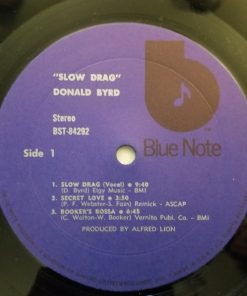 "SLOW DRAG"
DONALD BYRD
Stereo
BST-84292
Side 1
Blue Note
1. SLOW DRAG (Vocal) • 9:40
(D. Byrd) Elgy Music - BMI
2. SECRET LOVE • 3:50
(P. F. Webster-S. Fain) Remick - ASCAP
3. BOOKER'S BOSSA • 6:45
(C. Walton-W. Booker) Vernita Publ. Co. - BMI
PRODUCED BY ALFRED LION